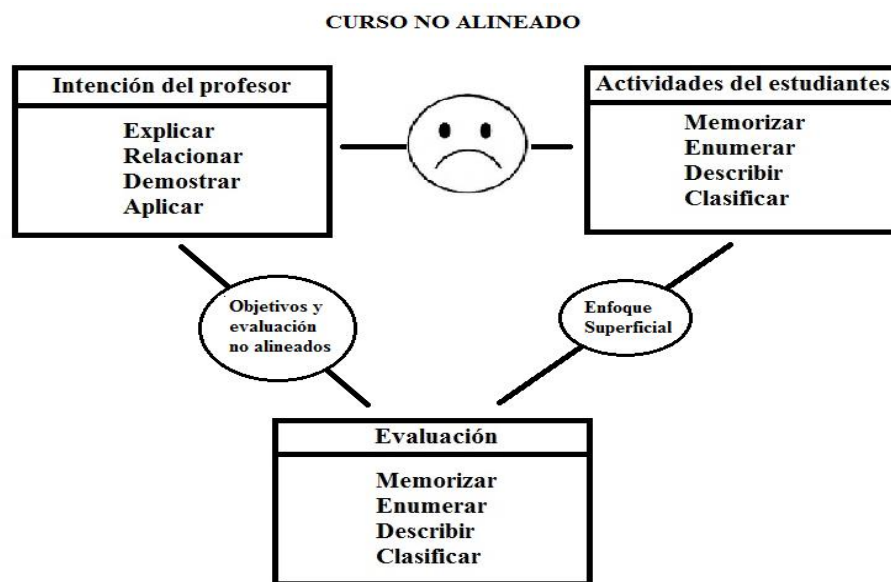 CURSO NO ALINEADO
Intención del profesor
Explicar
Relacionar
Demostrar
Aplicar
Actividades del estudiantes
Memorizar
Enumerar
Describir
Clasificar
Objetivos y
evaluación
no alineados
Enfoque
Superficial
Evaluación
Memorizar
Enumerar
Describir
Clasificar